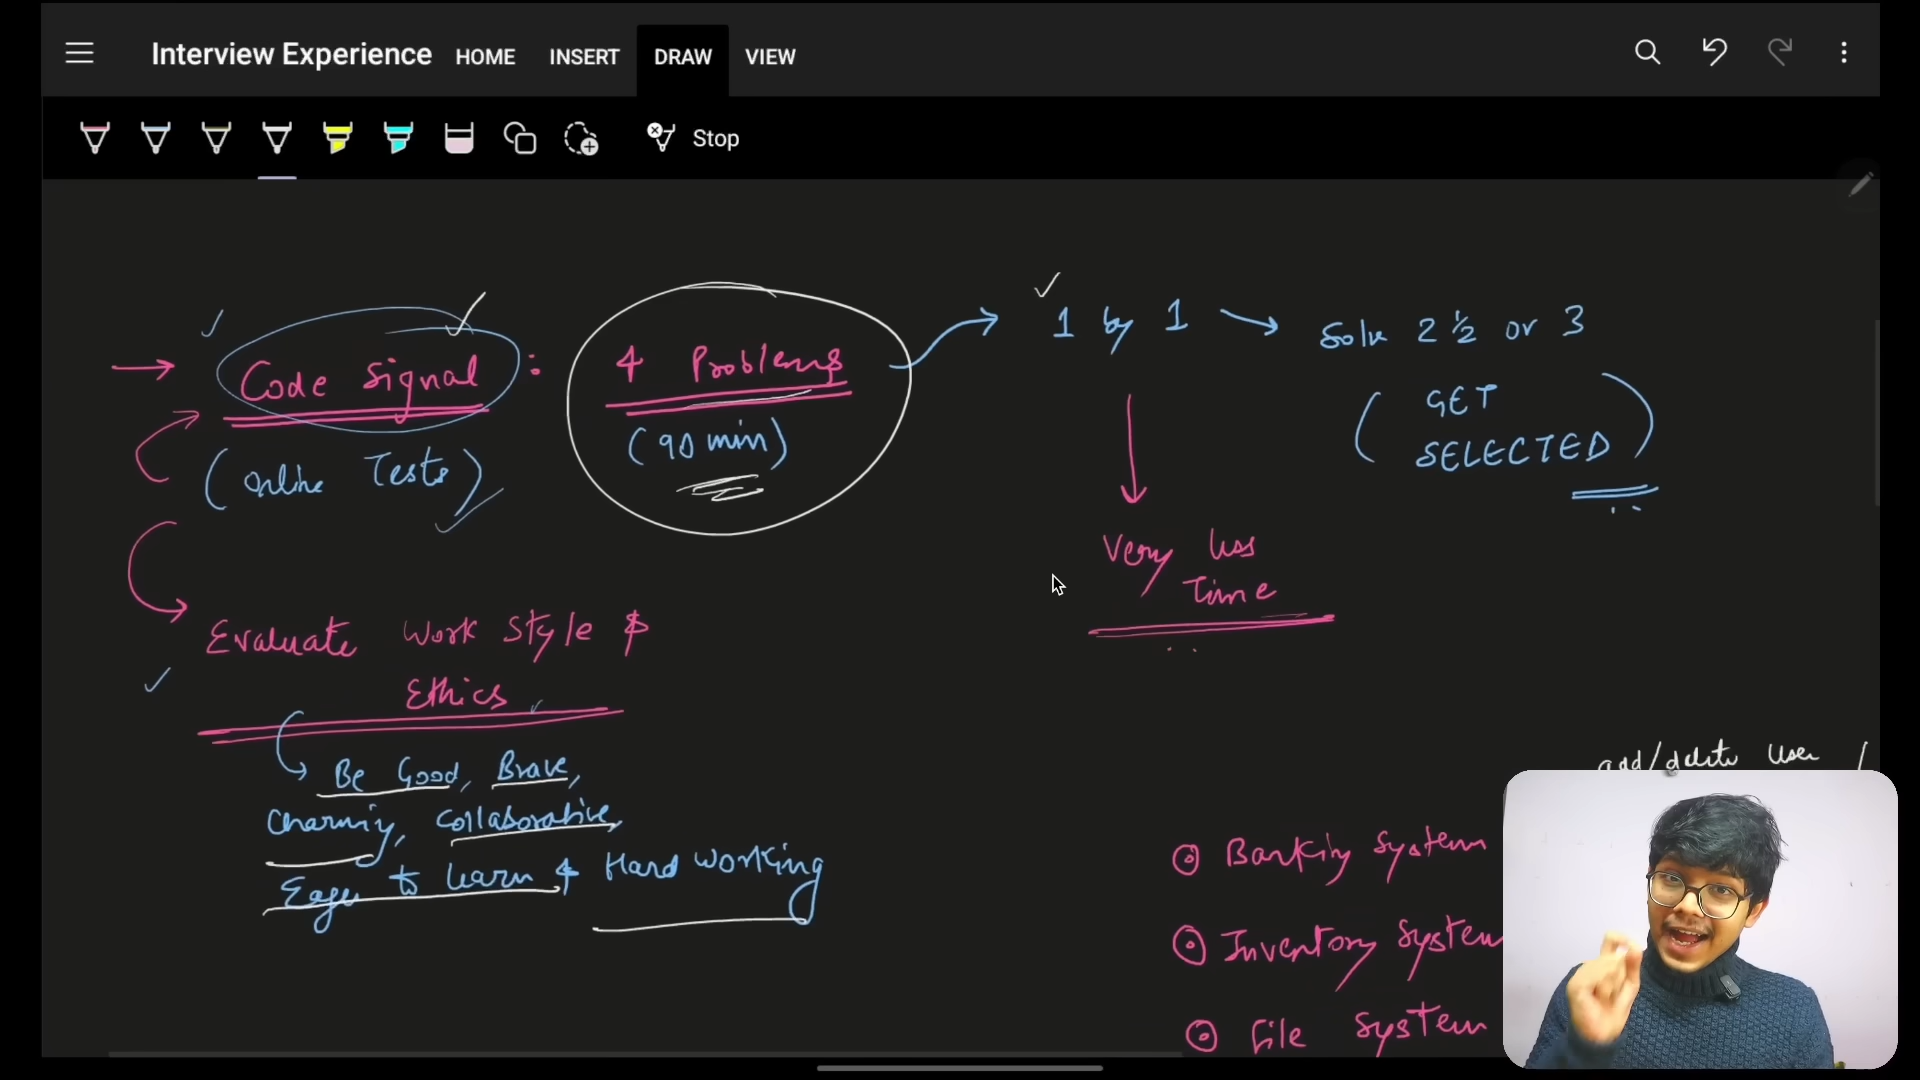 Interview Experience HOME INSERT DRAW VIEW
Stop
Code Signal :
(Online Tests)
4 Problems
(90 min)
1 by 1
Solve 2 ½ or 3
(GET
SELECTED)
Very less
Time
Evaluate Work Style &
Ethics
Be Good, Brave,
Charming, Collaborative,
Eager to learn & Hard working
add/delete User /
Banking System
Inventory System
File System